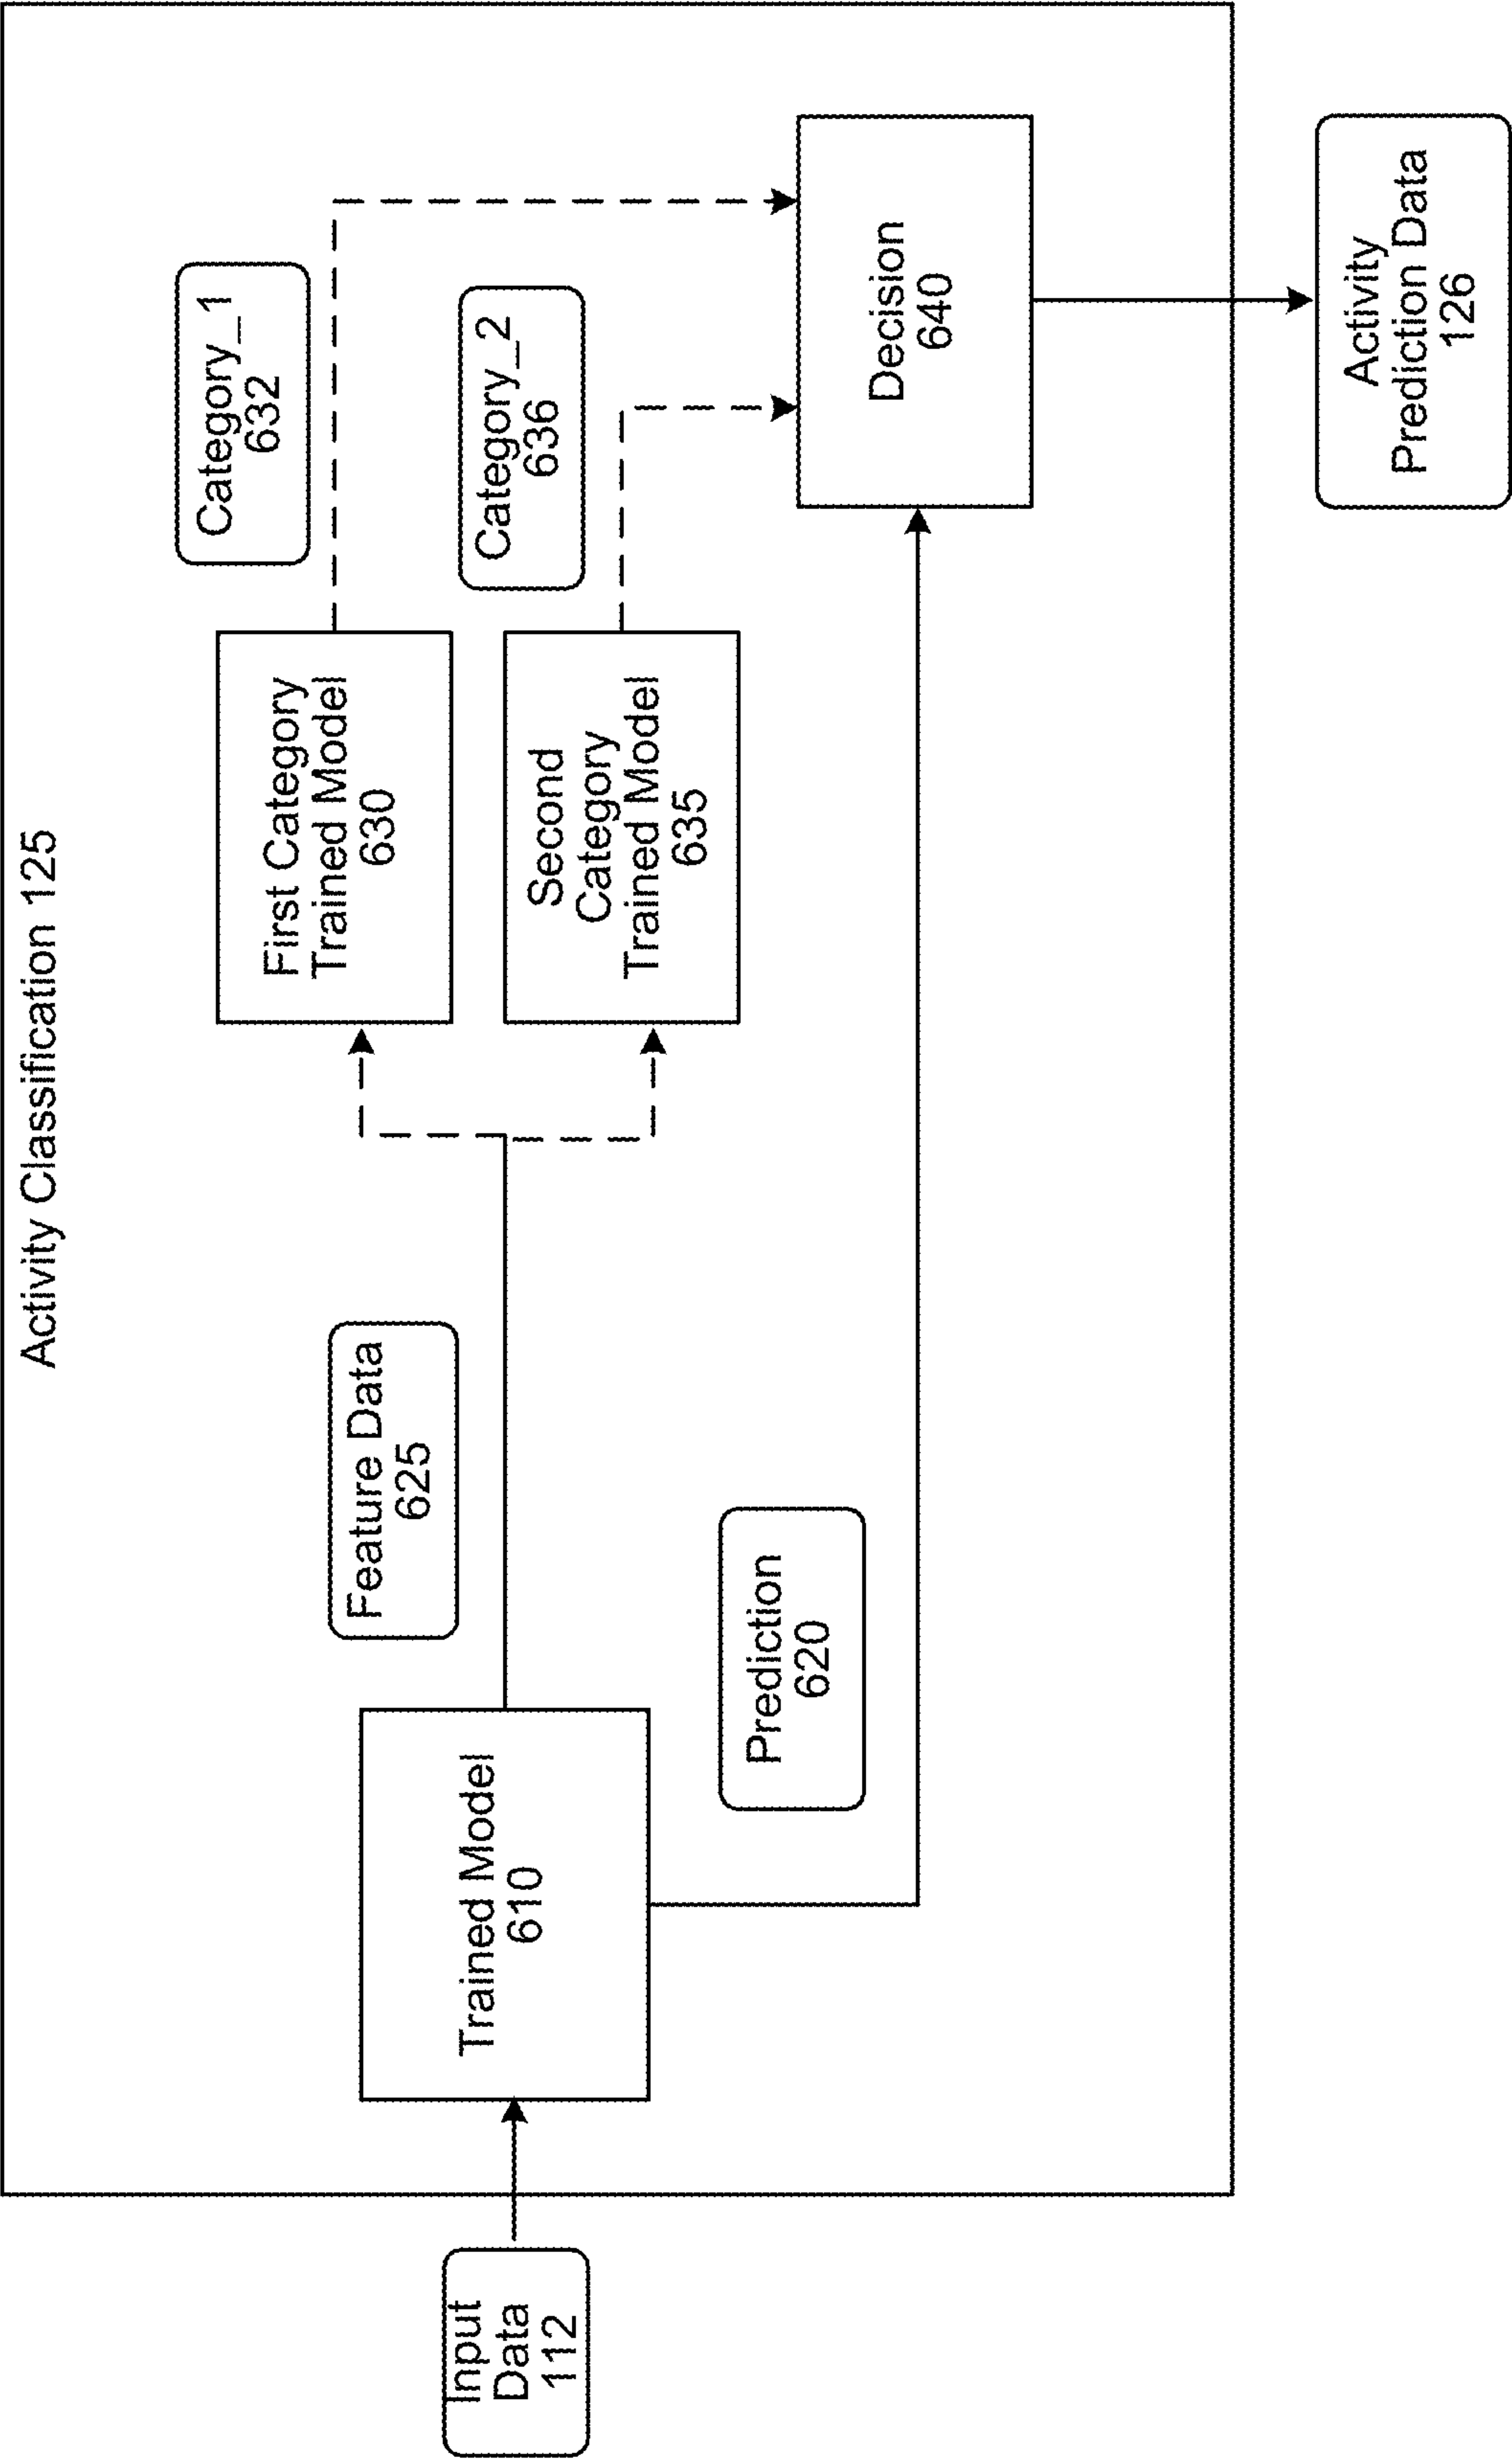 Activity Classification 125
Input
Data
112
Trained Model
610
Feature Data
625
Prediction
620
First Category
Trained Model
630
Second
Category
Trained Model
635
Category_1
632
Category_2
636
Decision
640
Activity
Prediction Data
126